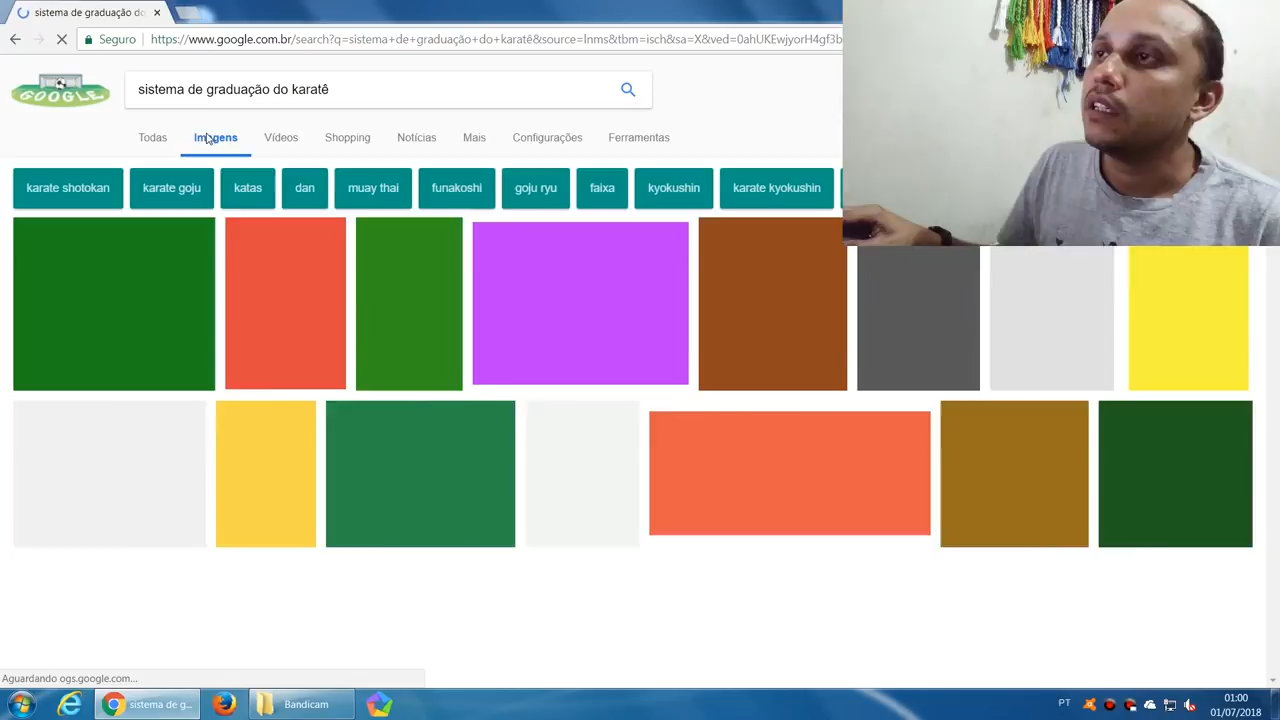 sistema de graduação do
Seguro
https://www.google.com.br/search?q=sistema+de+graduação+do+karatê&source=lnms&tbm=isch&sa=X&ved=0ahUKEwjyorH4gf3b
GOOGLE
sistema de graduação do karatê
Todas
Imagens
Vídeos
Shopping
Notícias
Mais
Configurações
Ferramentas
karate shotokan
karate goju
katas
dan
muay thai
funakoshi
goju ryu
faixa
kyokushin
karate kyokushin
Aguardando ogs.google.com...
sistema de g...
Bandicam
PT
01:00
01/07/2018